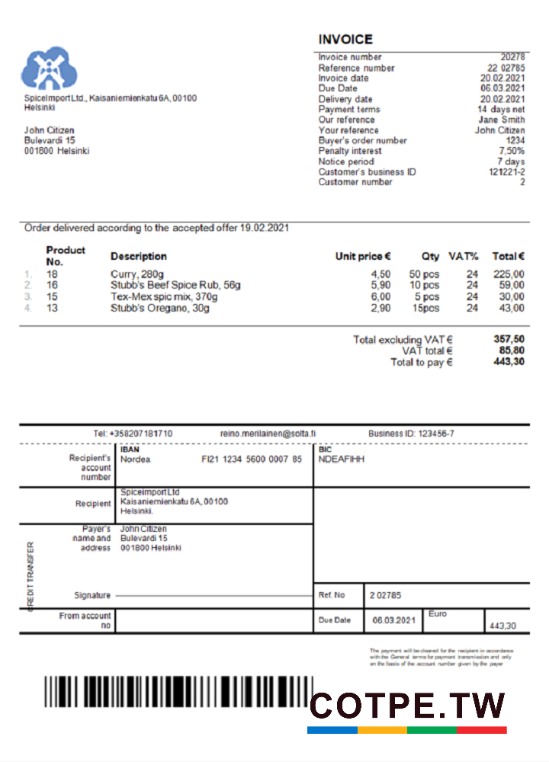 INVOICE
Invoice number 20278
Reference number 22 02785
Invoice date 20.02.2021
Due Date 06.03.2021
Delivery date 20.02.2021
Payment terms 14 days net
Our reference Jane Smith
Your reference John Citizen
Buyer's order number 1234
Penalty interest 7,50%
Notice period 7 days
Customer's business ID 121221-2
Customer number 2
SpiceImport Ltd., Kaisaniemienkatu 6A, 00100
Helsinki
John Citizen
Bulevardi 15
001800 Helsinki
Order delivered according to the accepted offer 19.02.2021
Product No. Description Unit price € Qty VAT% Total €
1. 18 Curry, 280g 4,50 50 pcs 24 225,00
2. 16 Stubb's Beef Spice Rub, 56g 5,90 10 pcs 24 59,00
3. 15 Tex-Mex spic mix, 370g 6,00 5 pcs 24 30,00
4. 13 Stubb's Oregano, 30g 2,90 15pcs 24 43,00
Total excluding VAT € 357,50
VAT total € 85,80
Total to pay € 443,30
Tel: +358207181710 reino.merilainen@solta.fi Business ID: 123456-7
Recipient's account number
IBAN
Nordea FI21 1234 5600 0007 85
BIC
NDEAFIHH
Recipient
SpiceImport Ltd
Kaisaniemienkatu 6A, 00100
Helsinki.
Payer's name and address
John Citizen
Bulevardi 15
001800 Helsinki
CREDIT TRANSFER
Signature
Ref. No 2 02785
From account no
Due Date 06.03.2021 Euro 443,30
The payment will be cleared for the recipient in accordance
with the General terms for payment transmission and only
on the basis of the account number given by the payer
COTPE.TW